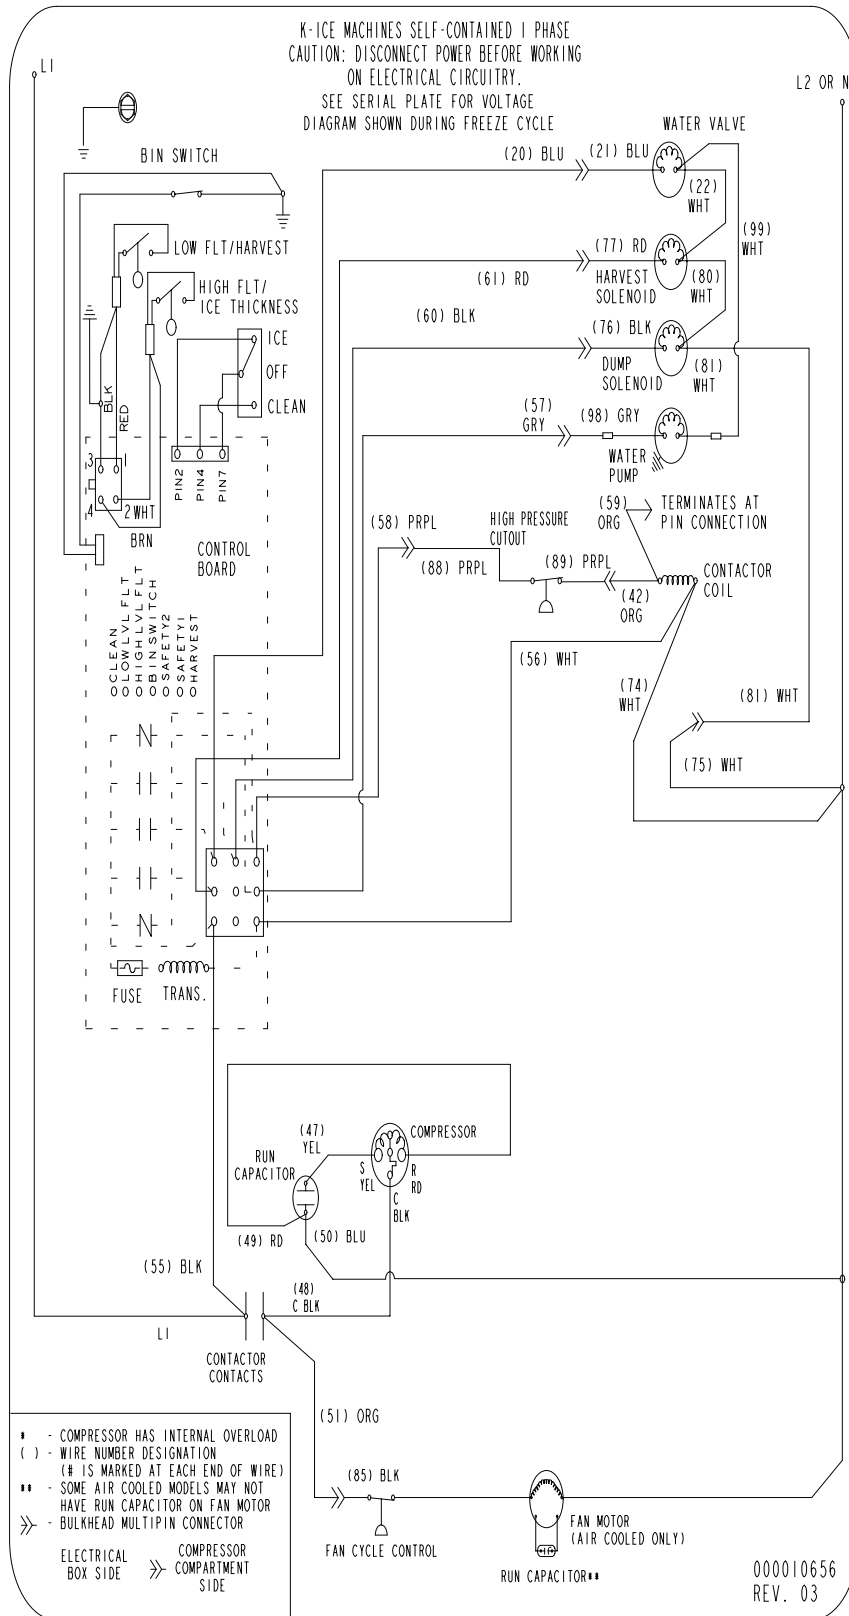 K-ICE MACHINES SELF-CONTAINED 1 PHASE
CAUTION: DISCONNECT POWER BEFORE WORKING
ON ELECTRICAL CIRCUITRY.
SEE SERIAL PLATE FOR VOLTAGE
DIAGRAM SHOWN DURING FREEZE CYCLE
L1
L2 OR N
BIN SWITCH
WATER VALVE
(20) BLU
(21) BLU
(22)
WHT
(99)
WHT
LOW FLT/HARVEST
HIGH FLT/
ICE THICKNESS
(77) RD
(61) RD
HARVEST
SOLENOID
(80)
WHT
(60) BLK
(76) BLK
DUMP
SOLENOID
(81)
WHT
ICE
OFF
CLEAN
BLK
RED
(57)
GRY
(98) GRY
WATER
PUMP
3
1
4
2 WHT
BRN
PIN2
PIN4
PIN7
CONTROL
BOARD
(59)
ORG
TERMINATES AT
PIN CONNECTION
(58) PRPL
HIGH PRESSURE
CUTOUT
(88) PRPL
(89) PRPL
(42)
ORG
CONTACTOR
COIL
CLEAN
LOW LVL FLT
HIGH LVL FLT
BIN SWITCH
SAFETY2
SAFETY1
HARVEST
(56) WHT
(74)
WHT
(81) WHT
(75) WHT
FUSE
TRANS.
(47)
YEL
COMPRESSOR
RUN
CAPACITOR
S
YEL
R
RD
C
BLK
(49) RD
(50) BLU
(55) BLK
(48)
C BLK
L1
CONTACTOR
CONTACTS
(51) ORG
* - COMPRESSOR HAS INTERNAL OVERLOAD
( ) - WIRE NUMBER DESIGNATION
(# IS MARKED AT EACH END OF WIRE)
** - SOME AIR COOLED MODELS MAY NOT
HAVE RUN CAPACITOR ON FAN MOTOR
- BULKHEAD MULTIPIN CONNECTOR
ELECTRICAL
BOX SIDE
COMPRESSOR
COMPARTMENT
SIDE
(85) BLK
FAN CYCLE CONTROL
FAN MOTOR
(AIR COOLED ONLY)
RUN CAPACITOR**
000010656
REV. 03